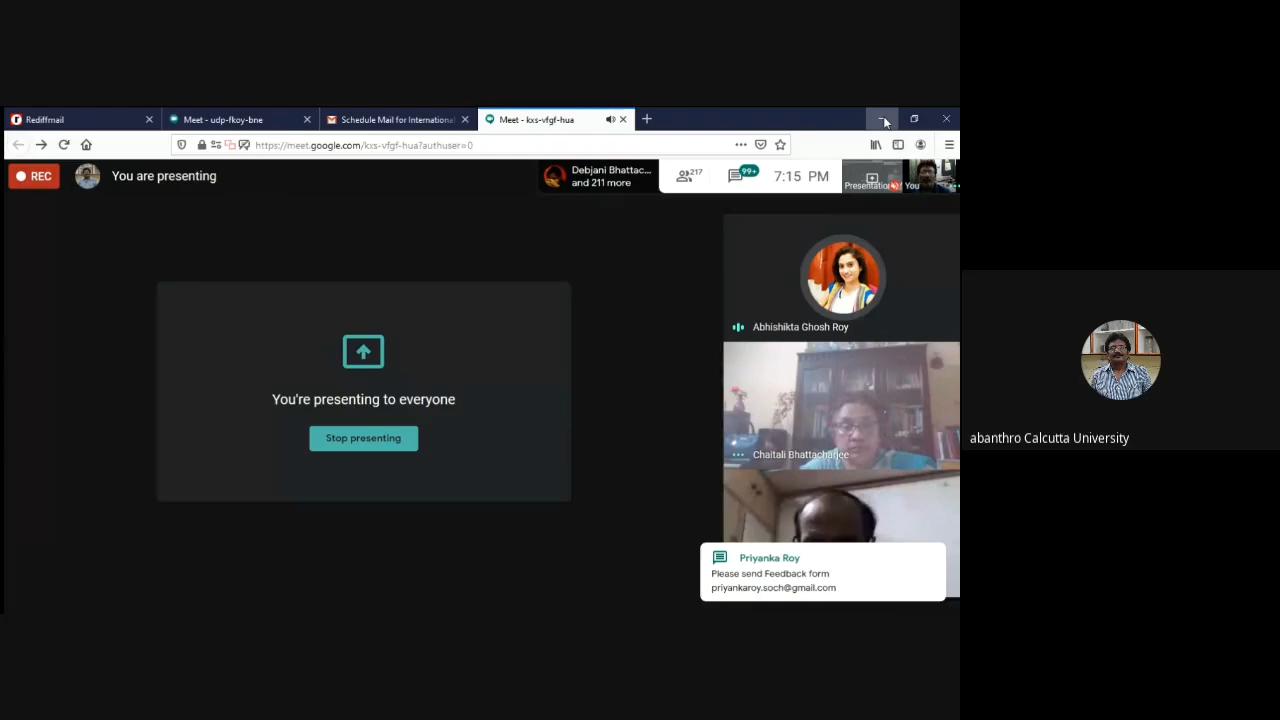 Rediffmail
Meet - udp-fkoy-bne
Schedule Mail for International
Meet - kxs-vfgf-hua
https://meet.google.com/kxs-vfgf-hua?authuser=0
REC
You are presenting
Debjani Bhattac...
and 211 more
217
99+
7:15 PM
Presentation
You
Abhishikta Ghosh Roy
You're presenting to everyone
Stop presenting
Chaitali Bhattacharjee
abanthro Calcutta University
Priyanka Roy
Please send Feedback form
priyankaroy.soch@gmail.com